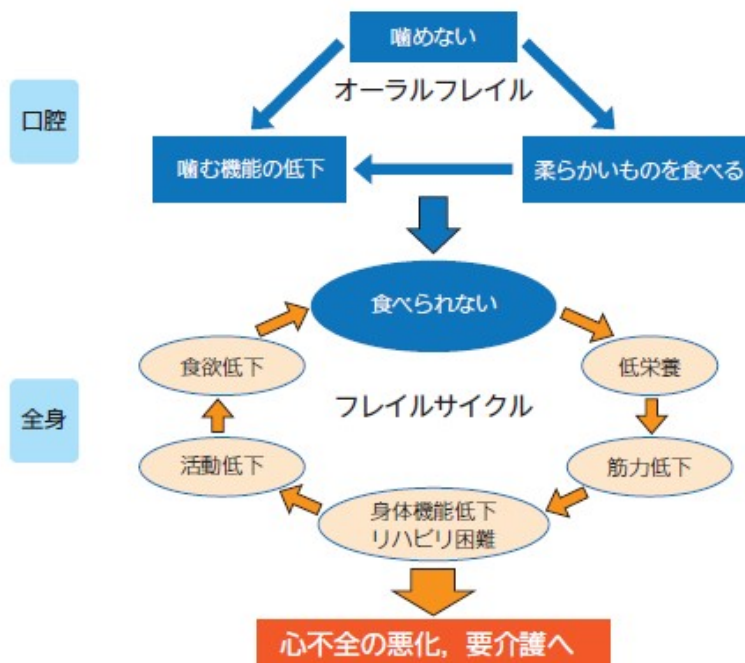 噛めない
オーラルフレイル
口腔
噛む機能の低下
柔らかいものを食べる
食べられない
食欲低下
低栄養
フレイルサイクル
全身
活動低下
筋力低下
身体機能低下
リハビリ困難
心不全の悪化，要介護へ